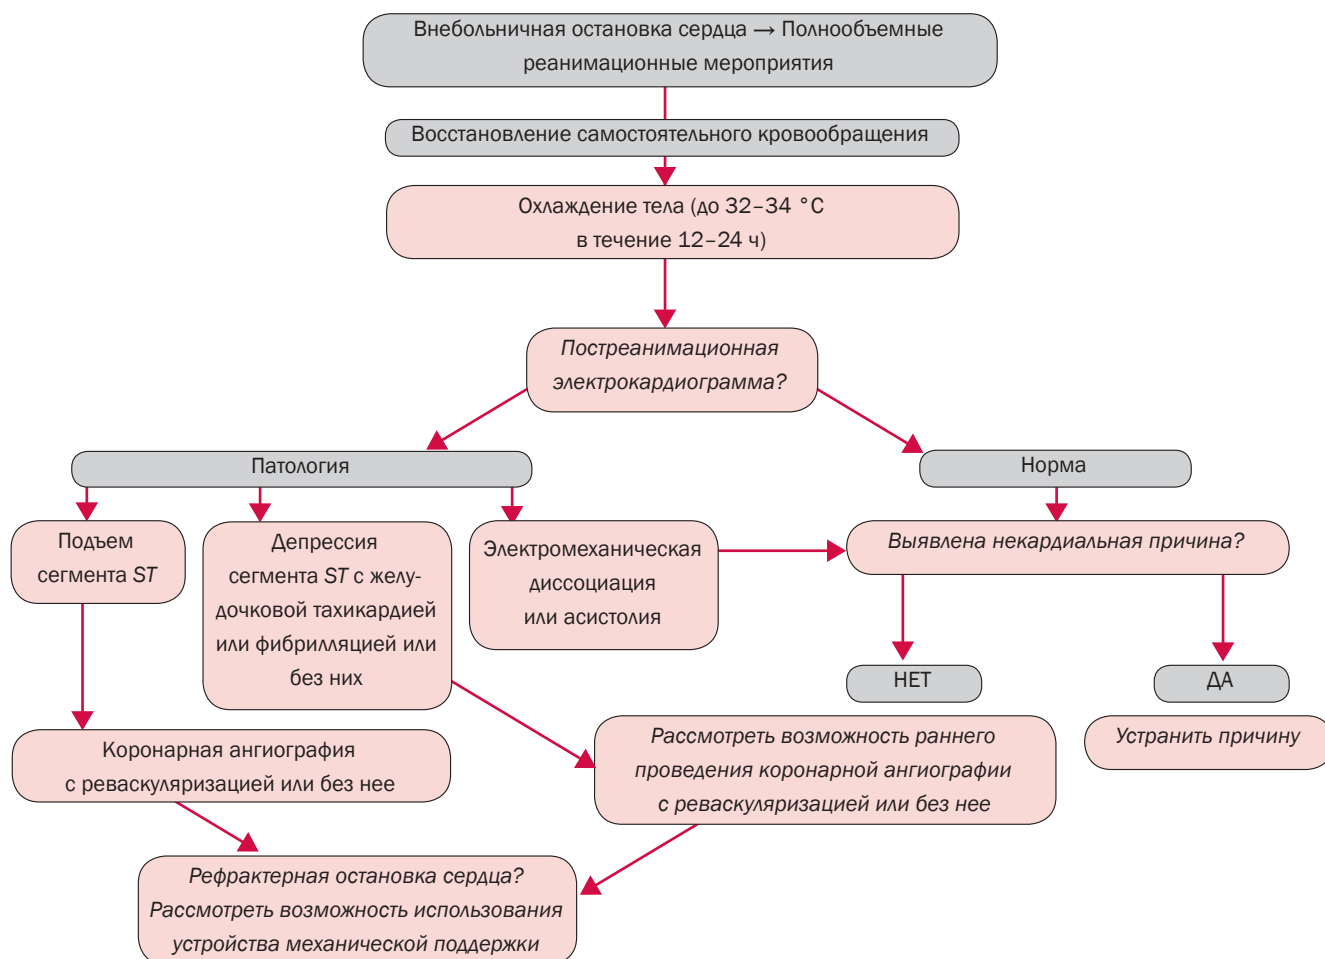 Внебольничная остановка сердца → Полнообъемные
реанимационные мероприятия
Восстановление самостоятельного кровообращения
Охлаждение тела (до 32–34 °С
в течение 12–24 ч)
Постреанимационная
электрокардиограмма?
Патология
Норма
Подъем
сегмента ST
Депрессия
сегмента ST с желу-
дочковой тахикардией
или фибрилляцией или
без них
Электромеханическая
диссоциация
или асистолия
Выявлена некардиальная причина?
НЕТ
ДА
Коронарная ангиография
с реваскуляризацией или без нее
Рассмотреть возможность раннего
проведения коронарной ангиографии
с реваскуляризацией или без нее
Устранить причину
Рефрактерная остановка сердца?
Рассмотреть возможность использования
устройства механической поддержки